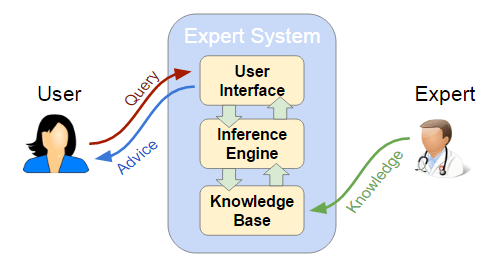 Expert System
User
Query
Advice
User
Interface
Inference
Engine
Knowledge
Base
Expert
Knowledge